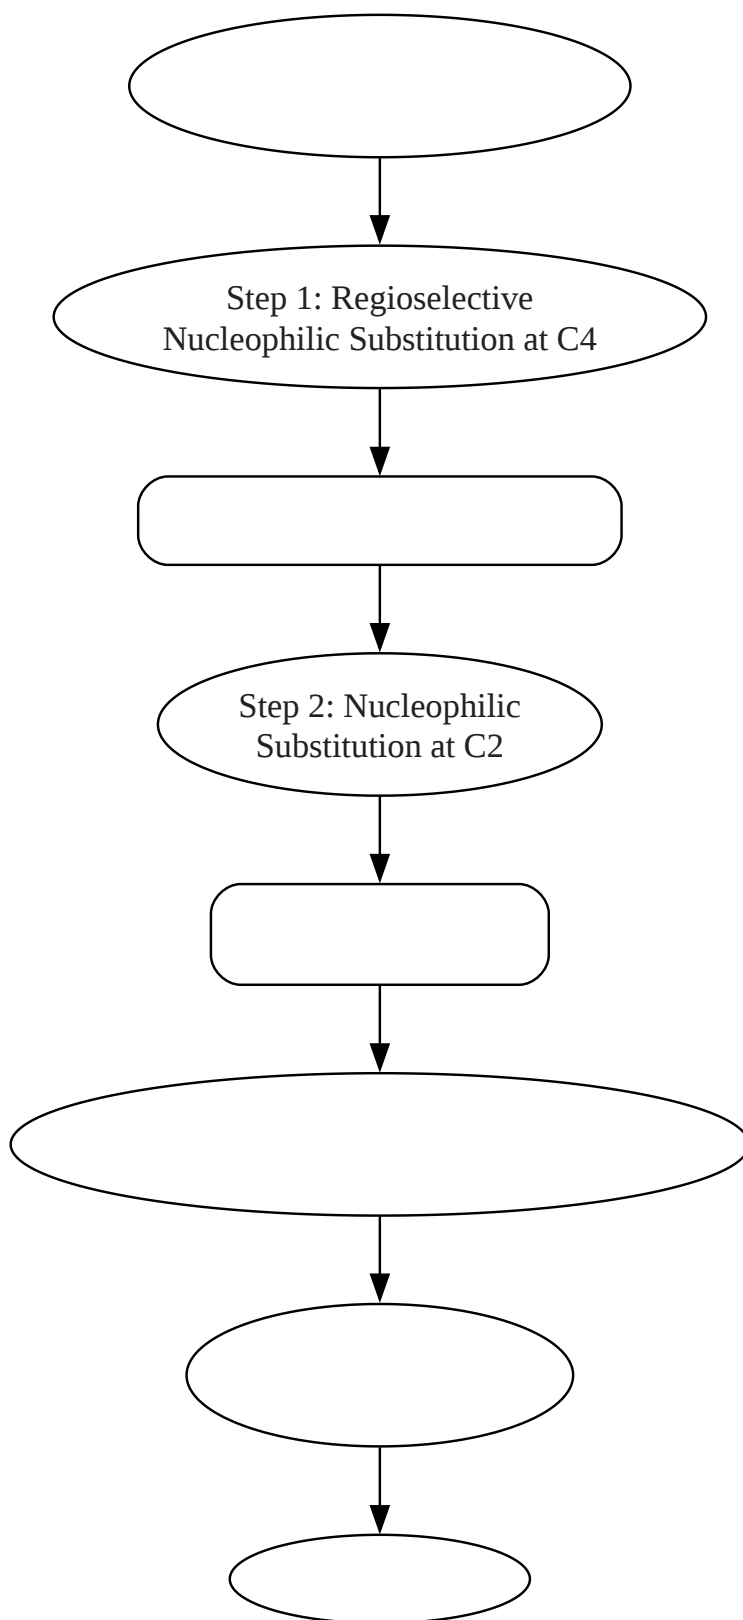 Step 1: Regioselective
Nucleophilic Substitution at C4
Step 2: Nucleophilic
Substitution at C2